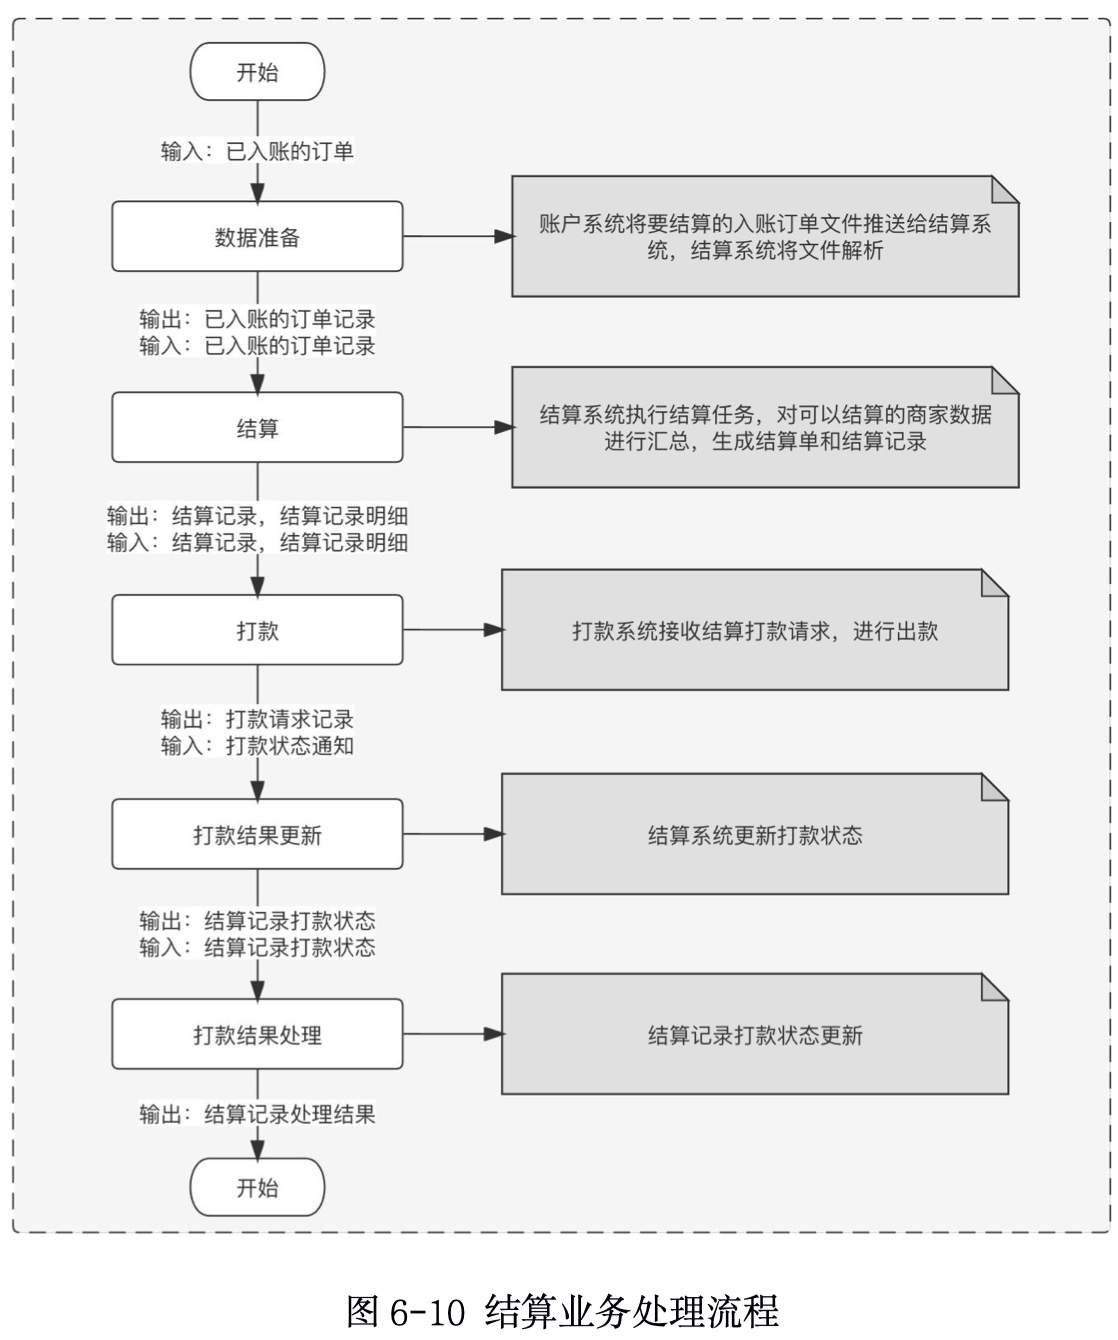 开始
输入：已入账的订单
数据准备
账户系统将要结算的入账订单文件推送给结算系
统，结算系统将文件解析
输出：已入账的订单记录
输入：已入账的订单记录
结算
结算系统执行结算任务，对可以结算的商家数据
进行汇总，生成结算单和结算记录
输出：结算记录，结算记录明细
输入：结算记录，结算记录明细
打款
打款系统接收结算打款请求，进行出款
输出：打款请求记录
输入：打款状态通知
打款结果更新
结算系统更新打款状态
输出：结算记录打款状态
输入：结算记录打款状态
打款结果处理
结算记录打款状态更新
输出：结算记录处理结果
开始
图 6-10 结算业务处理流程